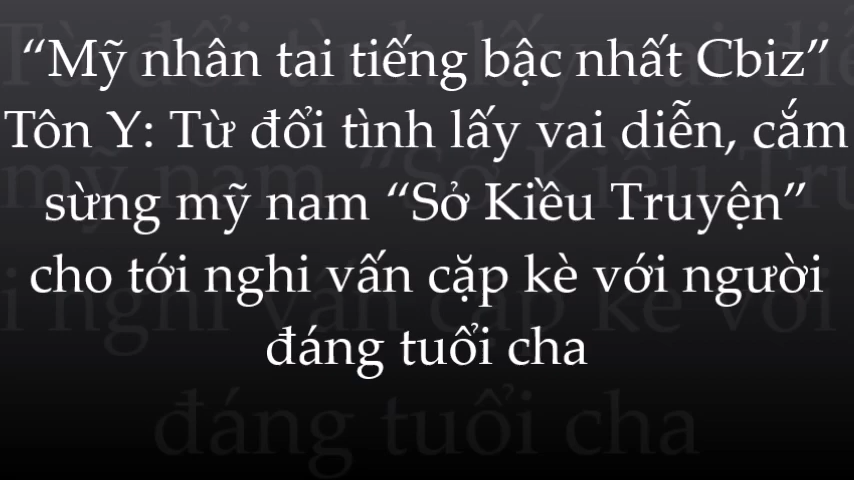 “Mỹ nhân tai tiếng bậc nhất Cbiz”
Tôn Y: Từ đổi tình lấy vai diễn, cắm
sừng mỹ nam “Sở Kiều Truyện”
cho tới nghi vấn cặp kè với người
đáng tuổi cha